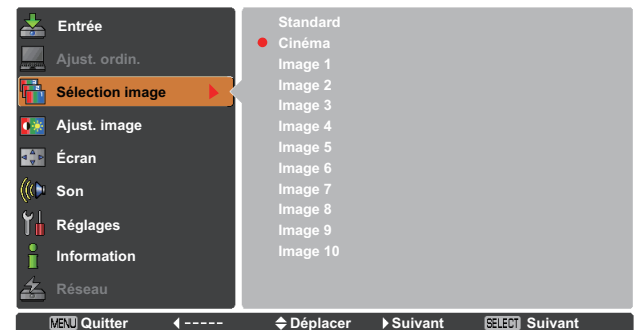 Entrée
Ajust. ordin.
Sélection image
Ajust. image
Écran
Son
Réglages
Information
Réseau
Standard
Cinéma
Image 1
Image 2
Image 3
Image 4
Image 5
Image 6
Image 7
Image 8
Image 9
Image 10
MENU Quitter ----- Déplacer Suivant SELECT Suivant